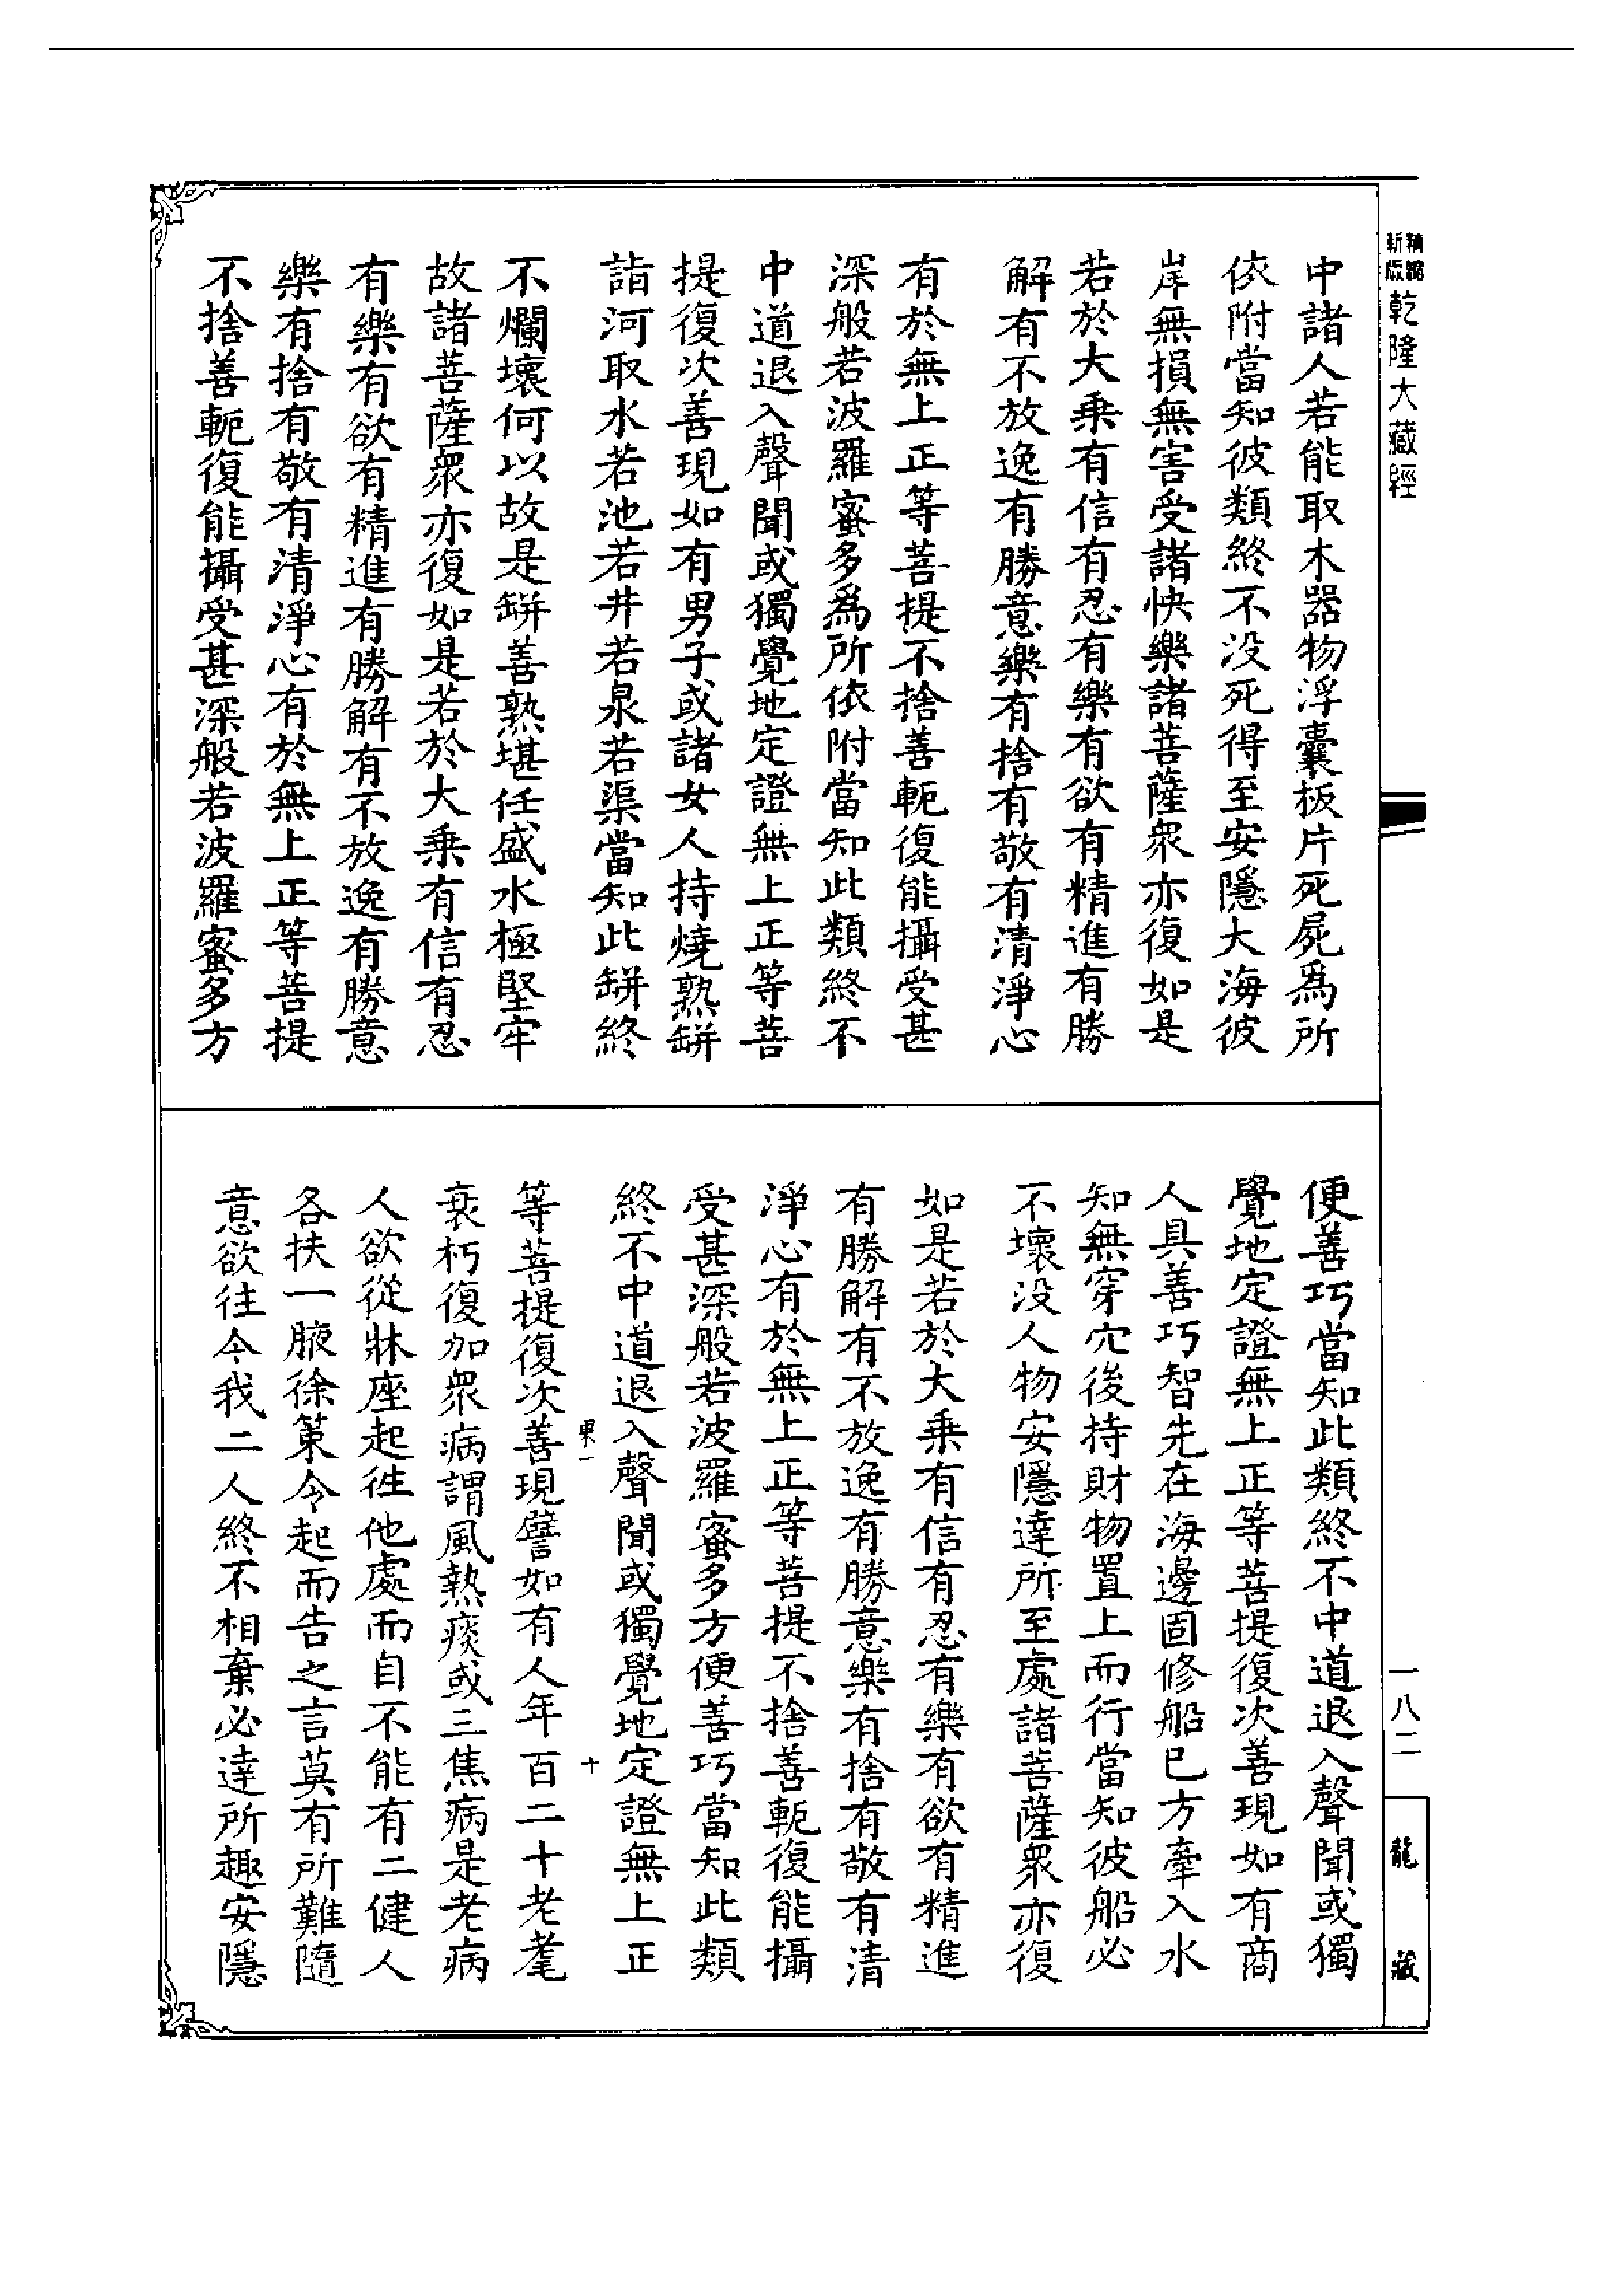 乾隆大藏經
中諸人若能取木器物浮囊板片死屍爲所
依附當知彼類終不没死得至安隱大海彼
岸無損無害受諸快樂諸菩薩衆亦復如是
若於大乗有信有忍有樂有欲有精進有勝
解有不放逸有勝意樂有捨有敬有清淨心
有於無上正等菩提不捨善軛復能攝受甚
深般若波羅蜜多爲所依附當知此類終不
中道退入聲聞或獨覺地定證無上正等菩
提復次善現如有男子或諸女人持燒熟缾
詣河取水若池若井若泉若渠當知此缾終
不爛壞何以故是缾善熟堪任盛水極堅牢
故諸菩薩衆亦復如是若於大乗有信有忍
有樂有欲有精進有勝解有不放逸有勝意
樂有捨有敬有清淨心有於無上正等菩提
不捨善軛復能攝受甚深般若波羅蜜多方
便善巧當知此類終不中道退入聲聞或獨
覺地定證無上正等菩提復次善現如有商
人具善巧智先在海邊固修船已方牽入水
知無穿穴後持財物置上而行當知彼船必
不壞没人物安隱達所至處諸菩薩衆亦復
如是若於大乗有信有忍有樂有欲有精進
有勝解有不放逸有勝意樂有捨有敬有清
淨心有於無上正等菩提不捨善軛復能攝
受甚深般若波羅蜜多方便善巧當知此類
終不中道退入聲聞或獨覺地定證無上正
十
等菩提復次善現譬如有人年百二十老耄
衰朽復加衆病謂風熱痰或三焦病是老病
人欲從牀座起往他處而自不能有二健人
各扶一腋徐策令起而告之言莫有所難隨
意欲往今我二人終不相棄必達所趣安隱
一八二
龍藏